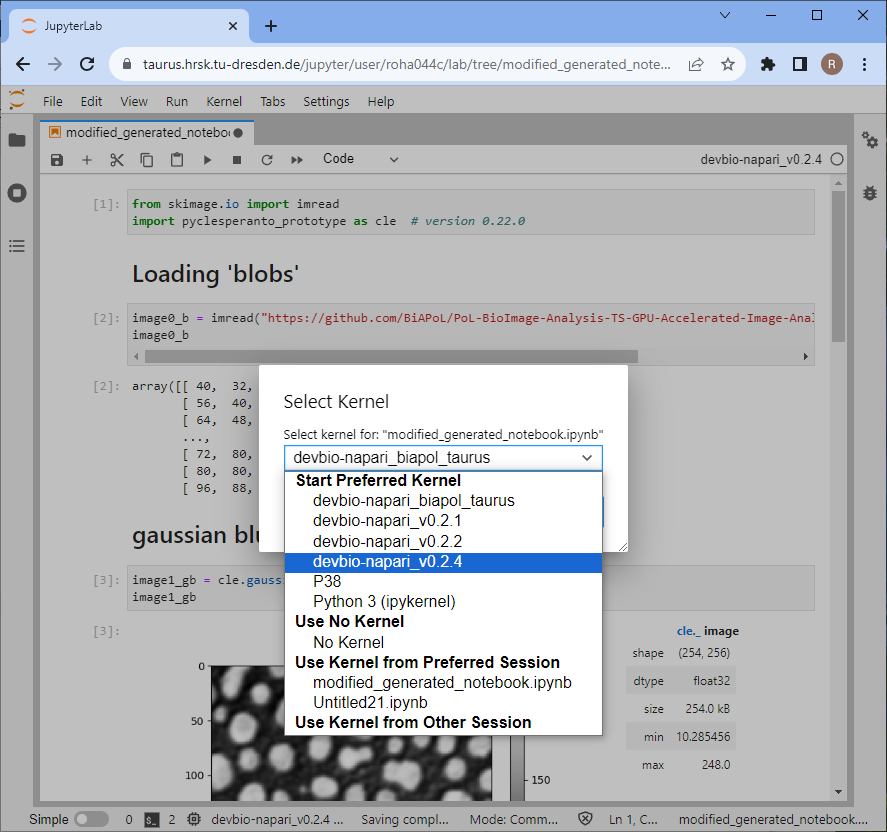 JupyterLab
taurus.hrsk.tu-dresden.de/jupyter/user/roha044c/lab/tree/modified_generated_note...
R
File Edit View Run Kernel Tabs Settings Help
modified_generated_noteboo
Code
devbio-napari_v0.2.4
[1]: from skimage.io import imread
import pyclesperanto_prototype as cle # version 0.22.0
Loading 'blobs'
[2]: image0_b = imread("https://github.com/BiAPoL/PoL-BioImage-Analysis-TS-GPU-Accelerated-Image-Anal
image0_b
[2]: array([[ 40, 32,
[ 56, 40,
[ 64, 48,
...,
[ 72, 80,
[ 80, 80,
[ 96, 88,
Select Kernel
Select kernel for: "modified_generated_notebook.ipynb"
devbio-napari_biapol_taurus
Start Preferred Kernel
devbio-napari_biapol_taurus
devbio-napari_v0.2.1
devbio-napari_v0.2.2
devbio-napari_v0.2.4
P38
Python 3 (ipykernel)
Use No Kernel
No Kernel
Use Kernel from Preferred Session
modified_generated_notebook.ipynb
Untitled21.ipynb
Use Kernel from Other Session
gaussian blu
[3]: image1_gb = cle.gauss
image1_gb
[3]:
0
50
100
150
cle._ image
shape (254, 256)
dtype float32
size 254.0 kB
min 10.285456
max 248.0
Simple 0 $_ 2 devbio-napari_v0.2.4 ... Saving compl... Mode: Comm... Ln 1, C... modified_generated_notebook....